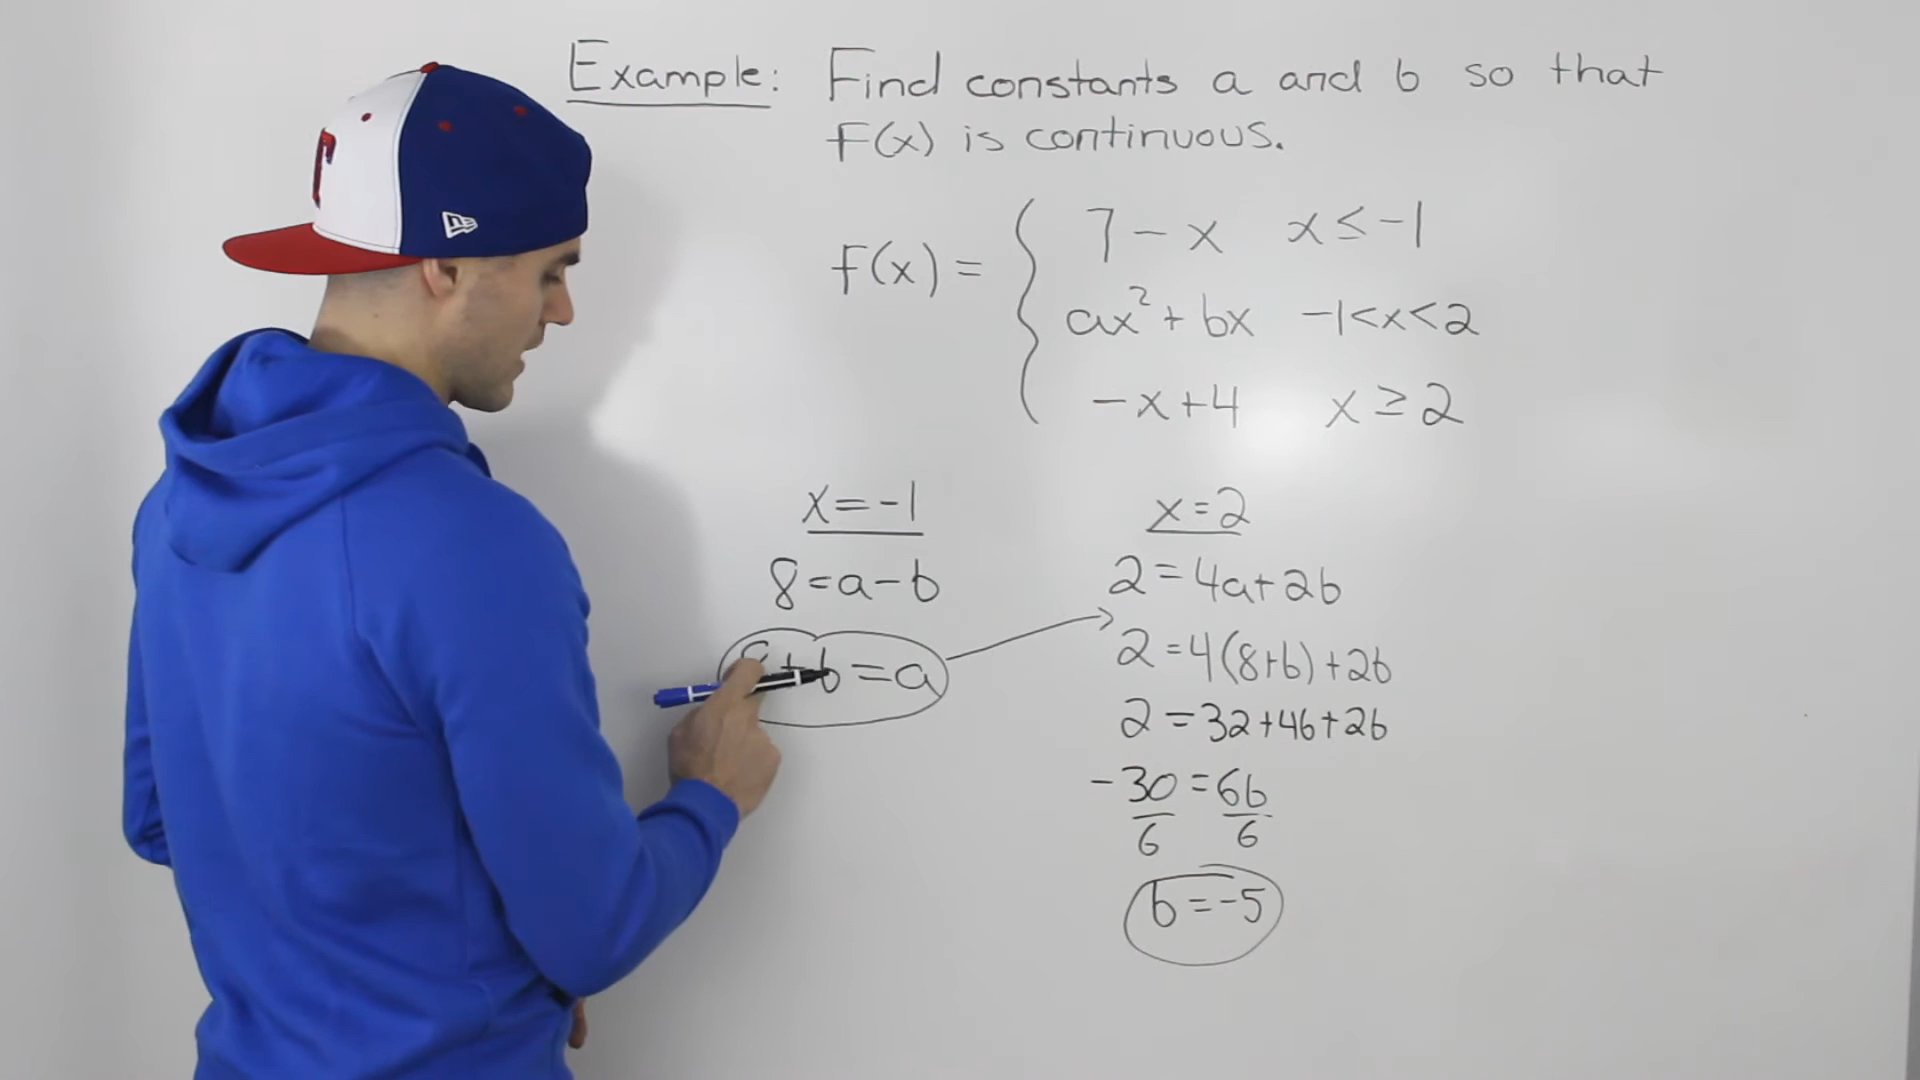 Example: Find constants a and b so that
f(x) is continuous.
f(x) = { 7 - x x ≤ -1
ax² + bx -1<x<2
-x+4 x ≥ 2
x=-1
8=a-b
+b=a
x=2
2=4a+2b
2=4(8+b)+2b
2=32+4b+2b
-30=6b
6 6
b=-5